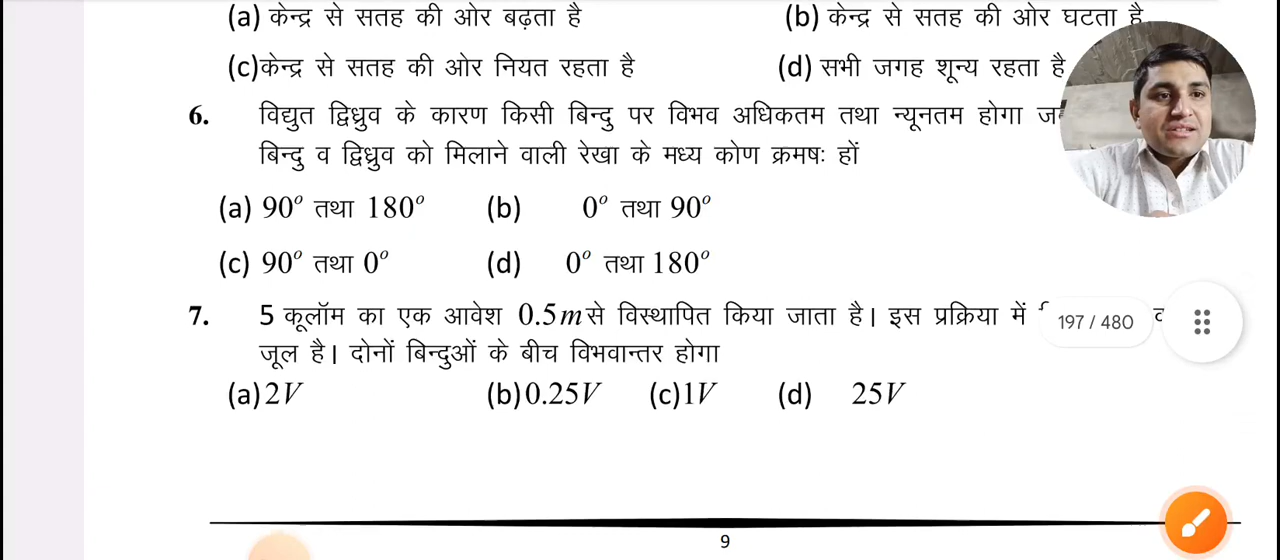 (a) केन्द्र से सतह की ओर बढ़ता है (b) केन्द्र से सतह की ओर घटता है
(c)केन्द्र से सतह की ओर नियत रहता है (d) सभी जगह शून्य रहता है
6. विद्युत द्विध्रुव के कारण किसी बिन्दु पर विभव अधिकतम तथा न्यूनतम होगा
बिन्दु व द्विध्रुव को मिलाने वाली रेखा के मध्य कोण क्रमषः हों
(a) 90° तथा 180° (b) 0° तथा 90°
(c) 90° तथा 0° (d) 0° तथा 180°
7. 5 कूलॉम का एक आवेश 0.5m से विस्थापित किया जाता है। इस प्रक्रिया में
197 / 480
जूल है। दोनों बिन्दुओं के बीच विभवान्तर होगा
(a)2V (b)0.25V (c)1V (d) 25V
9